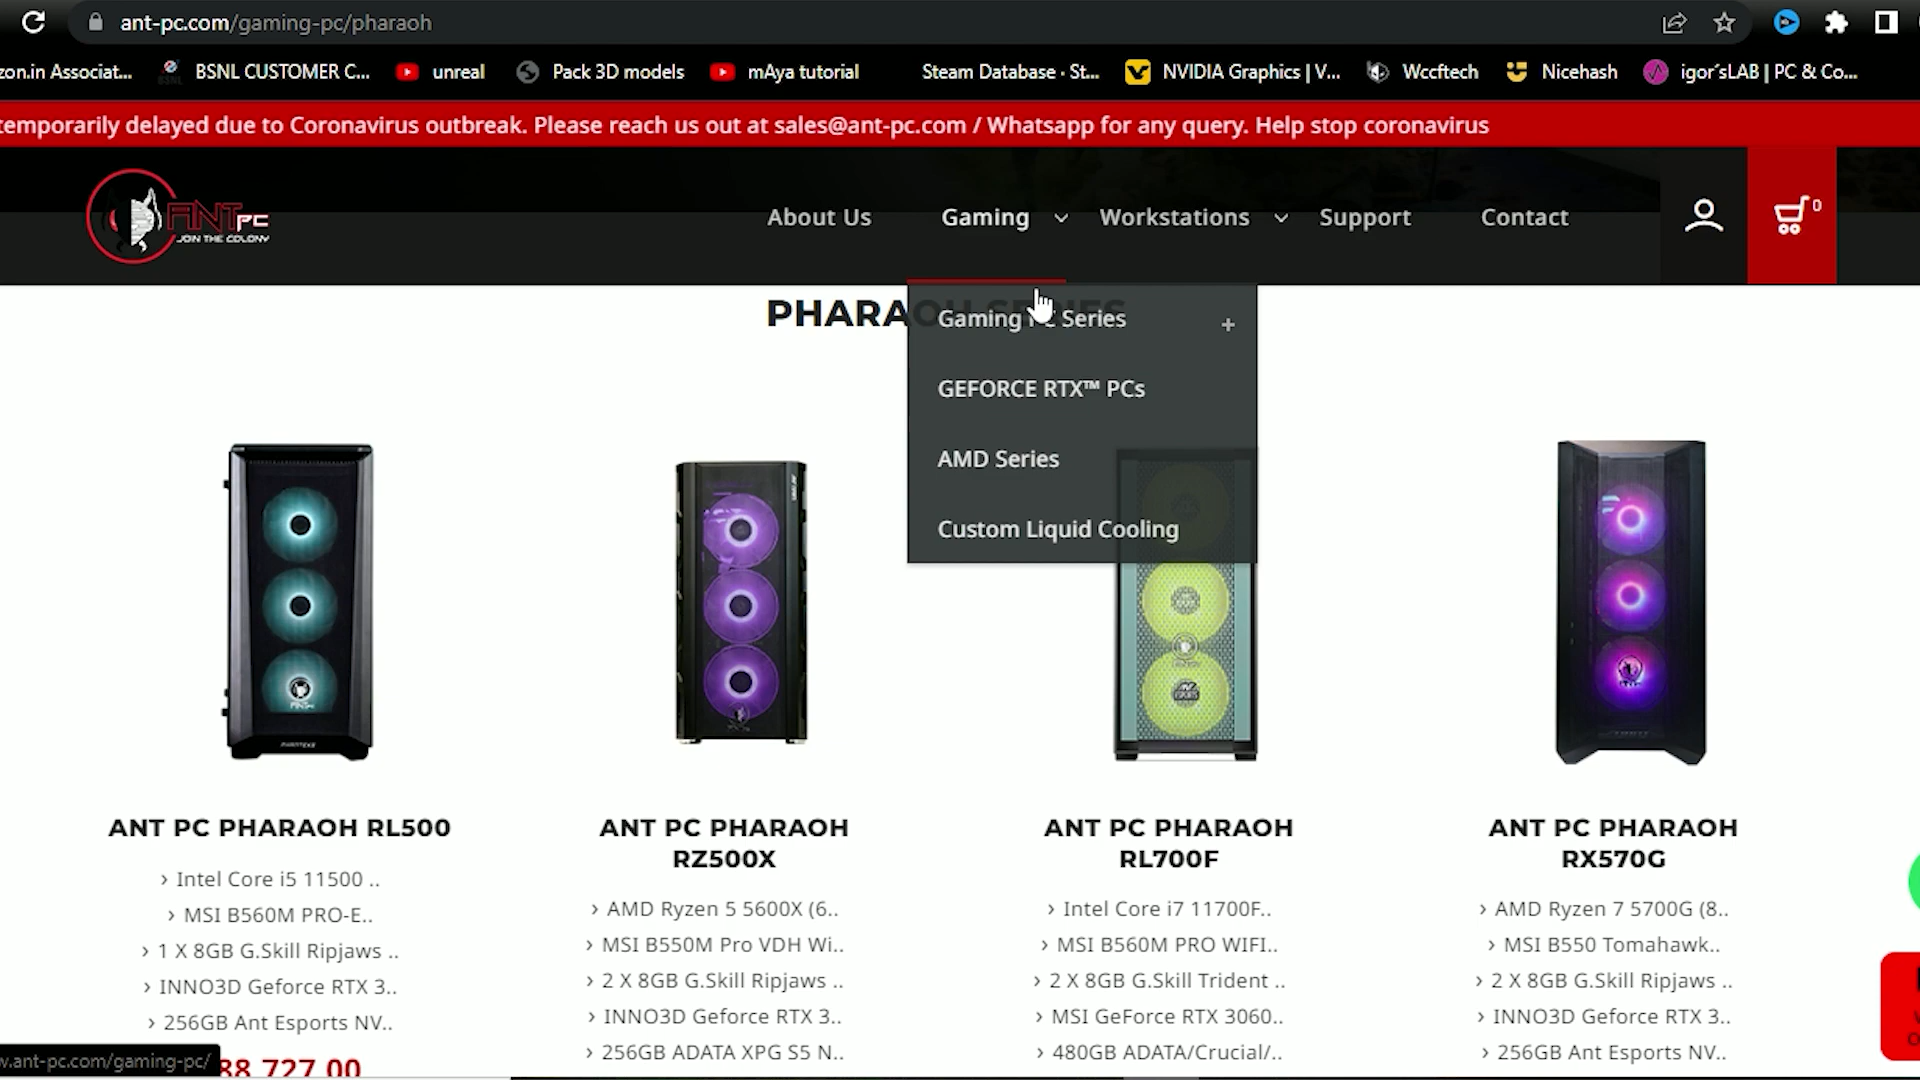 ant-pc.com/gaming-pc/pharaoh
zon.in Associat... BSNL CUSTOMER C... unreal Pack 3D models mAya tutorial Steam Database · St... NVIDIA Graphics | V... Wccftech Nicehash igor´sLAB | PC & Co...
temporarily delayed due to Coronavirus outbreak. Please reach us out at sales@ant-pc.com / Whatsapp for any query. Help stop coronavirus
ANT PC
JOIN THE COLONY
About Us Gaming Workstations Support Contact 0
PHARAOH SERIES
Gaming PC Series +
GEFORCE RTX™ PCs
AMD Series
Custom Liquid Cooling
ANT PC PHARAOH RL500
› Intel Core i5 11500 ..
› MSI B560M PRO-E..
› 1 X 8GB G.Skill Ripjaws ..
› INNO3D Geforce RTX 3..
› 256GB Ant Esports NV..
88,727.00
ANT PC PHARAOH
RZ500X
› AMD Ryzen 5 5600X (6..
› MSI B550M Pro VDH Wi..
› 2 X 8GB G.Skill Ripjaws ..
› INNO3D Geforce RTX 3..
› 256GB ADATA XPG S5 N..
ANT PC PHARAOH
RL700F
› Intel Core i7 11700F..
› MSI B560M PRO WIFI..
› 2 X 8GB G.Skill Trident ..
› MSI GeForce RTX 3060..
› 480GB ADATA/Crucial/..
ANT PC PHARAOH
RX570G
› AMD Ryzen 7 5700G (8..
› MSI B550 Tomahawk..
› 2 X 8GB G.Skill Ripjaws ..
› INNO3D Geforce RTX 3..
› 256GB Ant Esports NV..
w.ant-pc.com/gaming-pc/